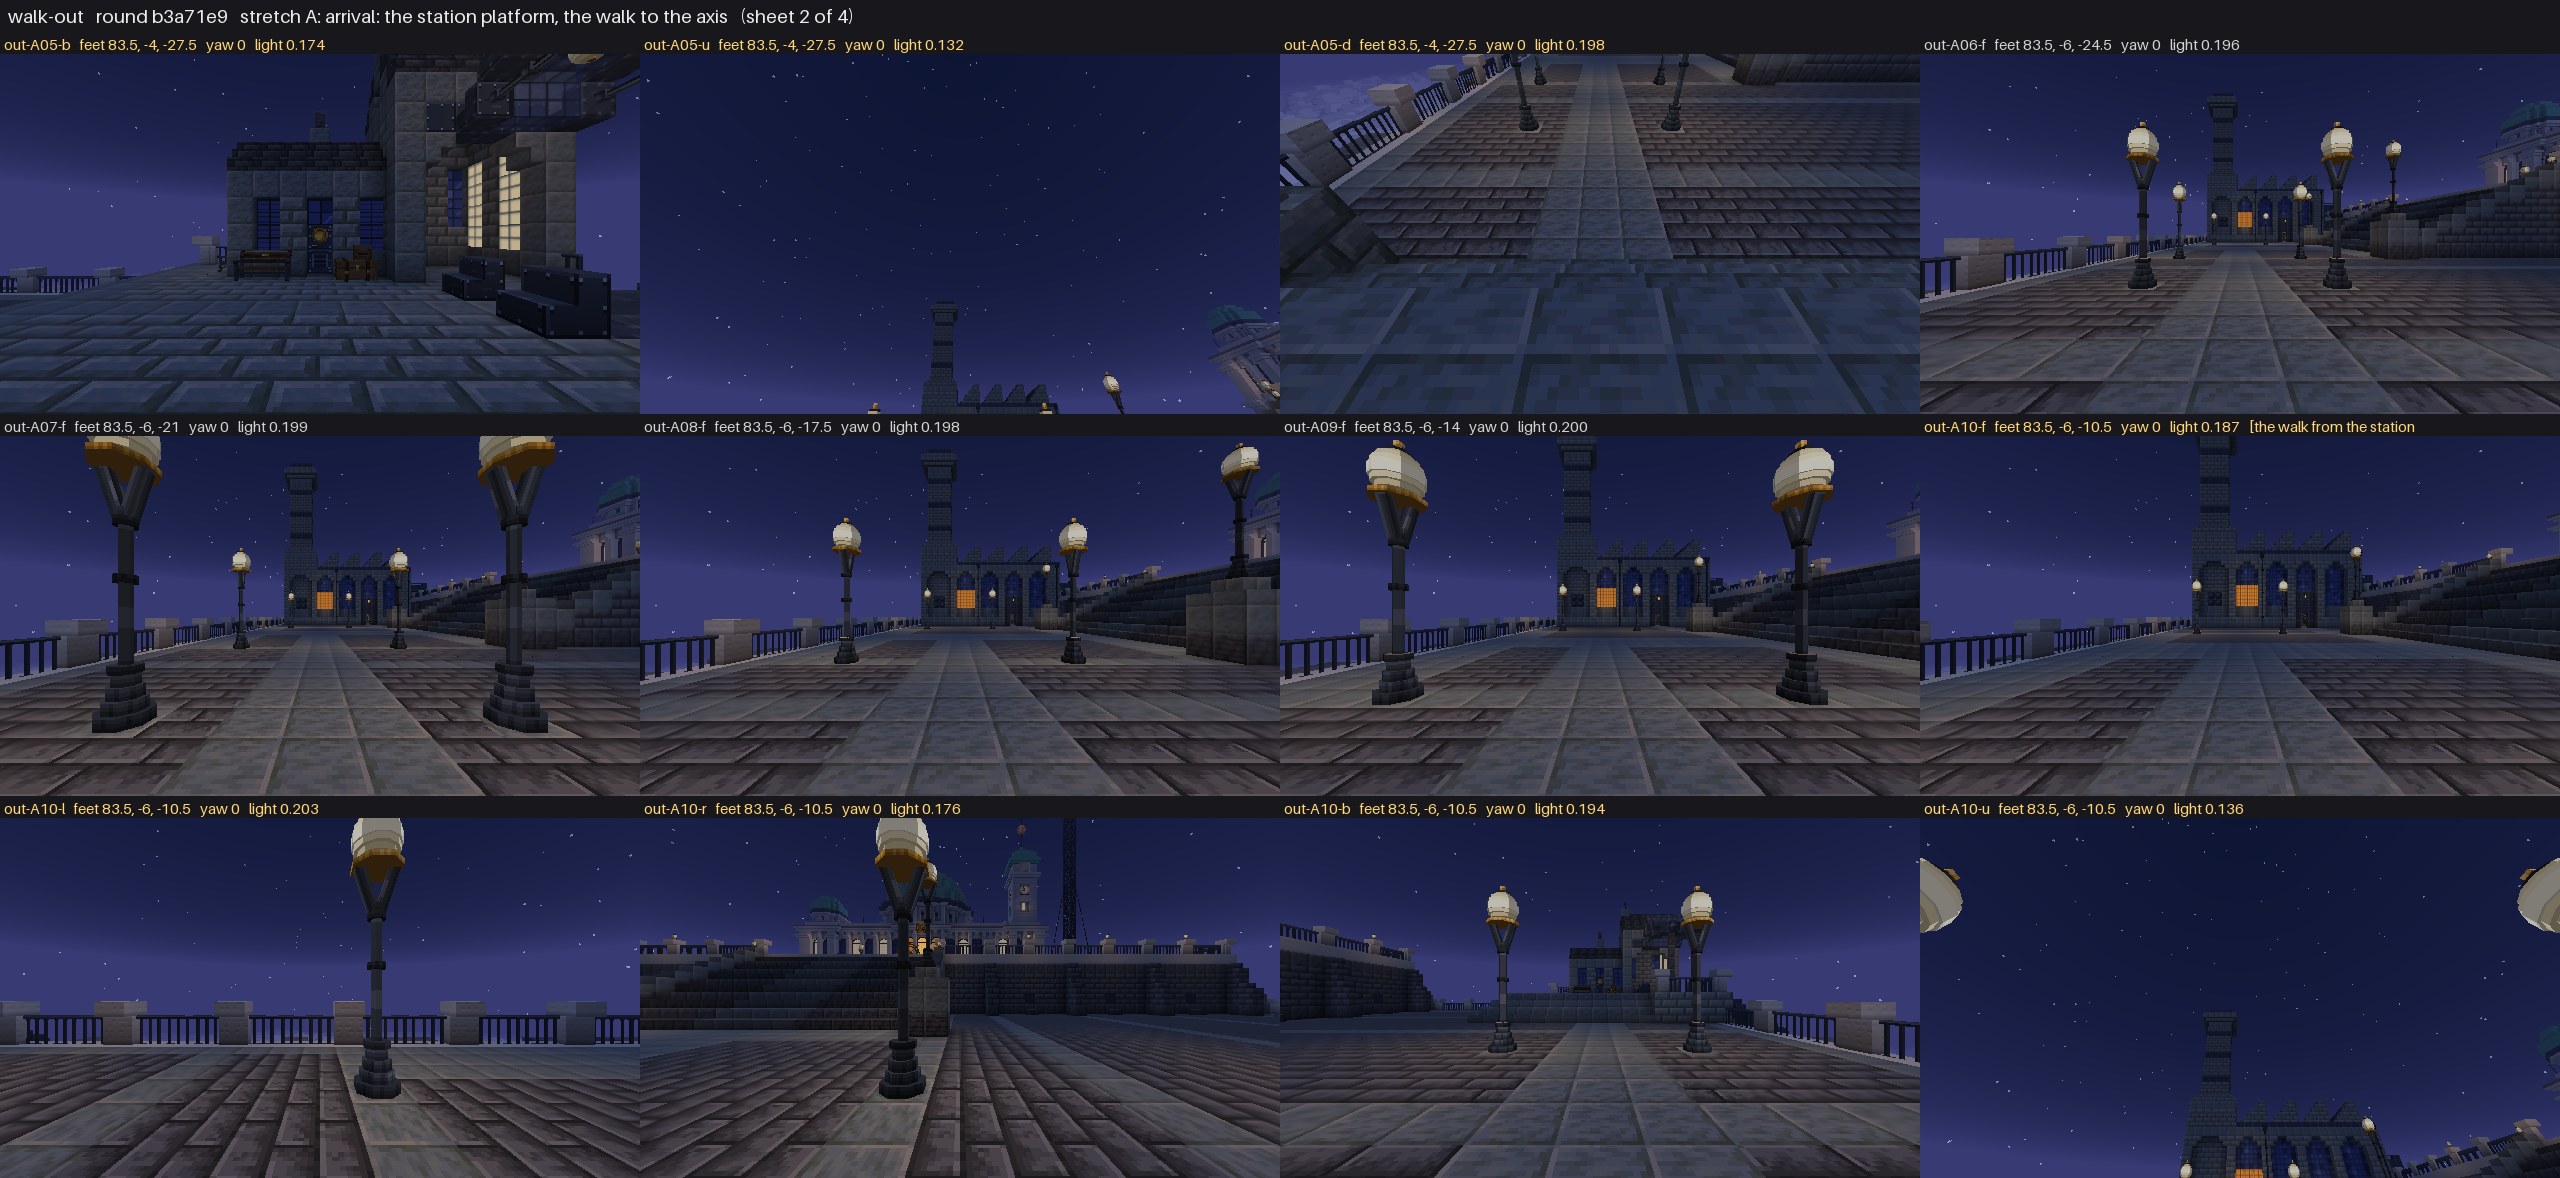 walk-out round b3a71e9 stretch A: arrival: the station platform, the walk to the axis (sheet 2 of 4)
out-A05-b feet 83.5, -4, -27.5 yaw 0 light 0.174
out-A05-u feet 83.5, -4, -27.5 yaw 0 light 0.132
out-A05-d feet 83.5, -4, -27.5 yaw 0 light 0.198
out-A06-f feet 83.5, -6, -24.5 yaw 0 light 0.196
out-A07-f feet 83.5, -6, -21 yaw 0 light 0.199
out-A08-f feet 83.5, -6, -17.5 yaw 0 light 0.198
out-A09-f feet 83.5, -6, -14 yaw 0 light 0.200
out-A10-f feet 83.5, -6, -10.5 yaw 0 light 0.187 [the walk from the station
out-A10-l feet 83.5, -6, -10.5 yaw 0 light 0.203
out-A10-r feet 83.5, -6, -10.5 yaw 0 light 0.176
out-A10-b feet 83.5, -6, -10.5 yaw 0 light 0.194
out-A10-u feet 83.5, -6, -10.5 yaw 0 light 0.136